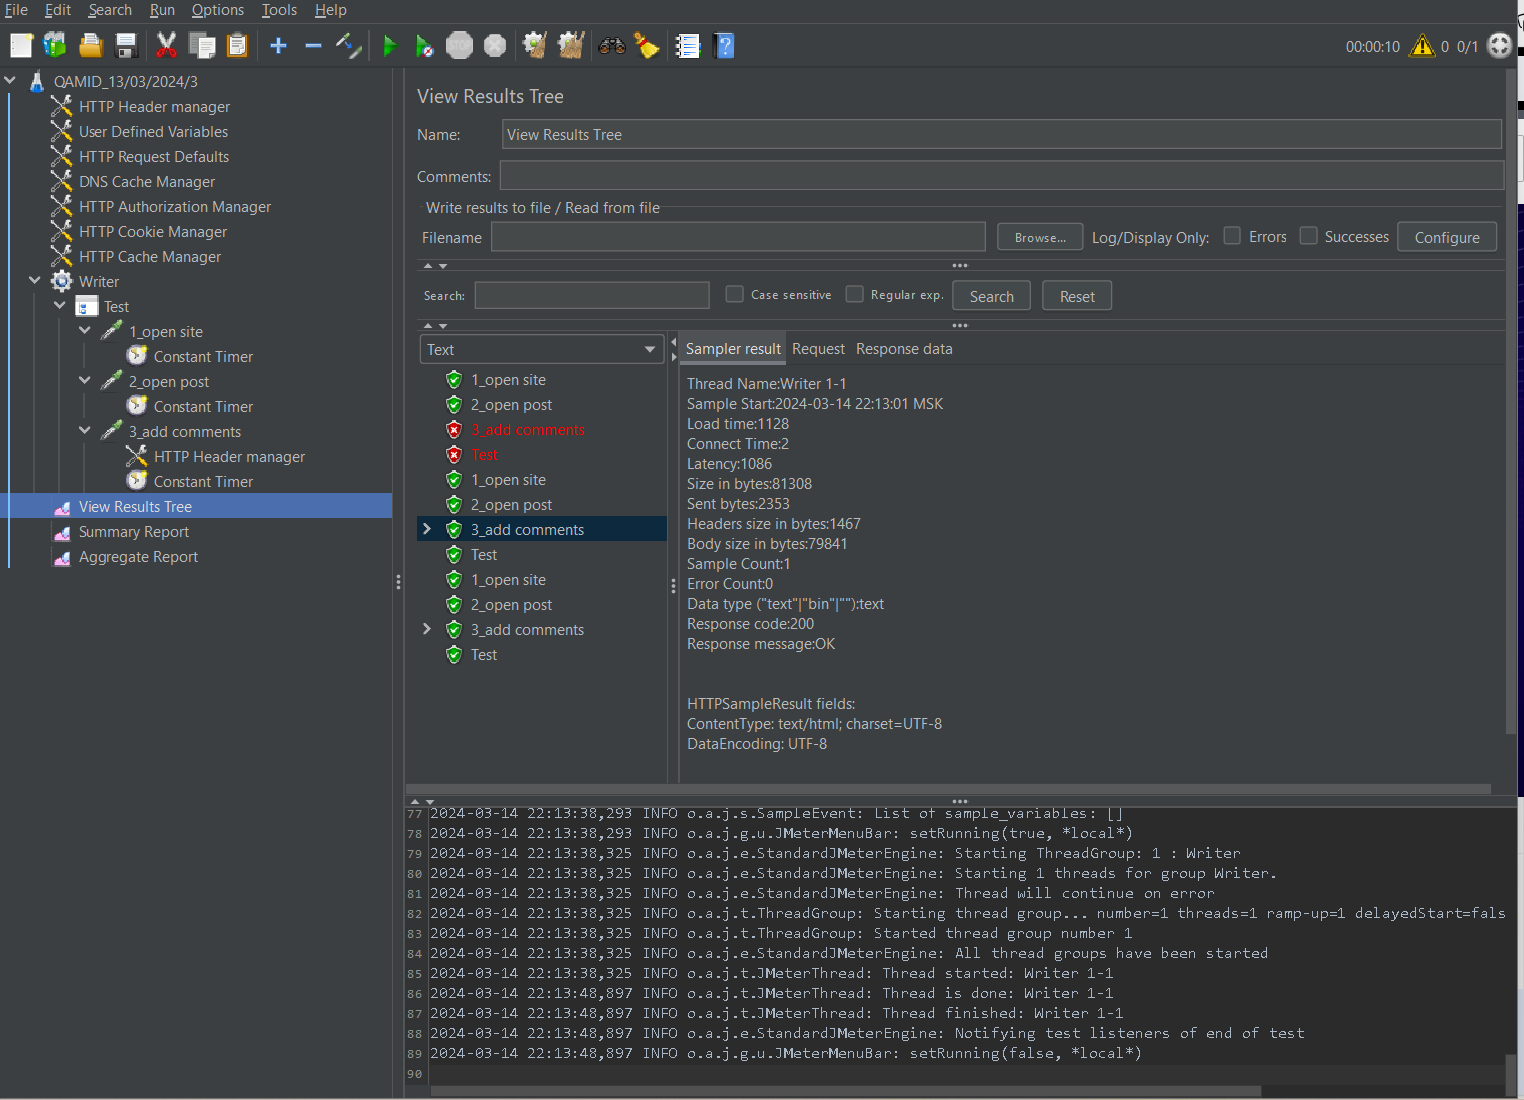 File Edit Search Run Options Tools Help
00:00:10 0 0/1
QAMID_13/03/2024/3
HTTP Header manager
User Defined Variables
HTTP Request Defaults
DNS Cache Manager
HTTP Authorization Manager
HTTP Cookie Manager
HTTP Cache Manager
Writer
Test
1_open site
Constant Timer
2_open post
Constant Timer
3_add comments
HTTP Header manager
Constant Timer
View Results Tree
Summary Report
Aggregate Report
View Results Tree
Name: View Results Tree
Comments:
Write results to file / Read from file
Filename Browse... Log/Display Only: Errors Successes Configure
Search: Case sensitive Regular exp. Search Reset
Text
1_open site
2_open post
3_add comments
Test
1_open site
2_open post
3_add comments
Test
1_open site
2_open post
3_add comments
Test
Sampler result Request Response data
Thread Name:Writer 1-1
Sample Start:2024-03-14 22:13:01 MSK
Load time:1128
Connect Time:2
Latency:1086
Size in bytes:81308
Sent bytes:2353
Headers size in bytes:1467
Body size in bytes:79841
Sample Count:1
Error Count:0
Data type ("text"|"bin"|""):text
Response code:200
Response message:OK
HTTPSampleResult fields:
ContentType: text/html; charset=UTF-8
DataEncoding: UTF-8
77 2024-03-14 22:13:38,293 INFO o.a.j.s.SampleEvent: List of sample_variables: []
78 2024-03-14 22:13:38,293 INFO o.a.j.g.u.JMeterMenuBar: setRunning(true, *local*)
79 2024-03-14 22:13:38,325 INFO o.a.j.e.StandardJMeterEngine: Starting ThreadGroup: 1 : Writer
80 2024-03-14 22:13:38,325 INFO o.a.j.e.StandardJMeterEngine: Starting 1 threads for group Writer.
81 2024-03-14 22:13:38,325 INFO o.a.j.e.StandardJMeterEngine: Thread will continue on error
82 2024-03-14 22:13:38,325 INFO o.a.j.t.ThreadGroup: Starting thread group... number=1 threads=1 ramp-up=1 delayedStart=fals
83 2024-03-14 22:13:38,325 INFO o.a.j.t.ThreadGroup: Started thread group number 1
84 2024-03-14 22:13:38,325 INFO o.a.j.e.StandardJMeterEngine: All thread groups have been started
85 2024-03-14 22:13:38,325 INFO o.a.j.t.JMeterThread: Thread started: Writer 1-1
86 2024-03-14 22:13:48,897 INFO o.a.j.t.JMeterThread: Thread is done: Writer 1-1
87 2024-03-14 22:13:48,897 INFO o.a.j.t.JMeterThread: Thread finished: Writer 1-1
88 2024-03-14 22:13:48,897 INFO o.a.j.e.StandardJMeterEngine: Notifying test listeners of end of test
89 2024-03-14 22:13:48,897 INFO o.a.j.g.u.JMeterMenuBar: setRunning(false, *local*)
90